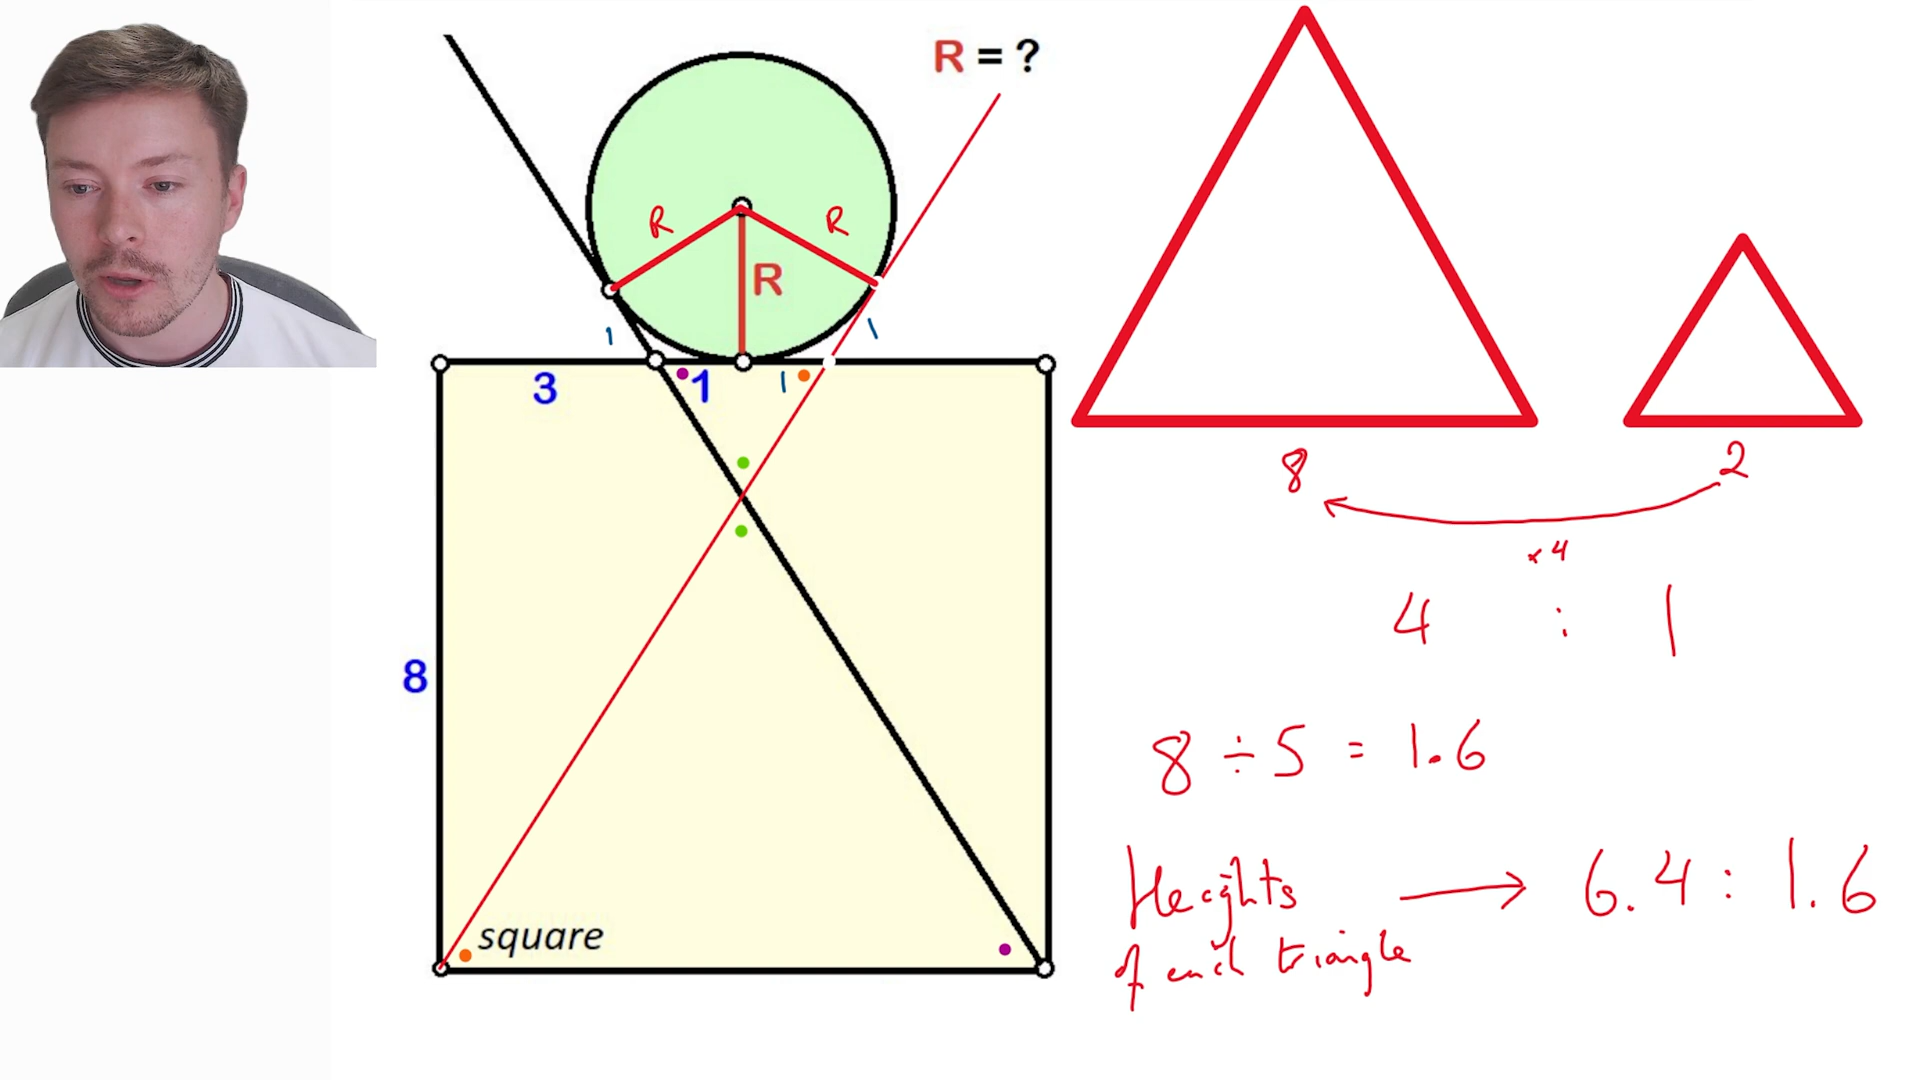 R = ?
R
R
R
1
1
3
1
1
8
square
8
2
× 4
4 : 1
8 ÷ 5 = 1.6
Heights → 6.4 : 1.6
of each triangle